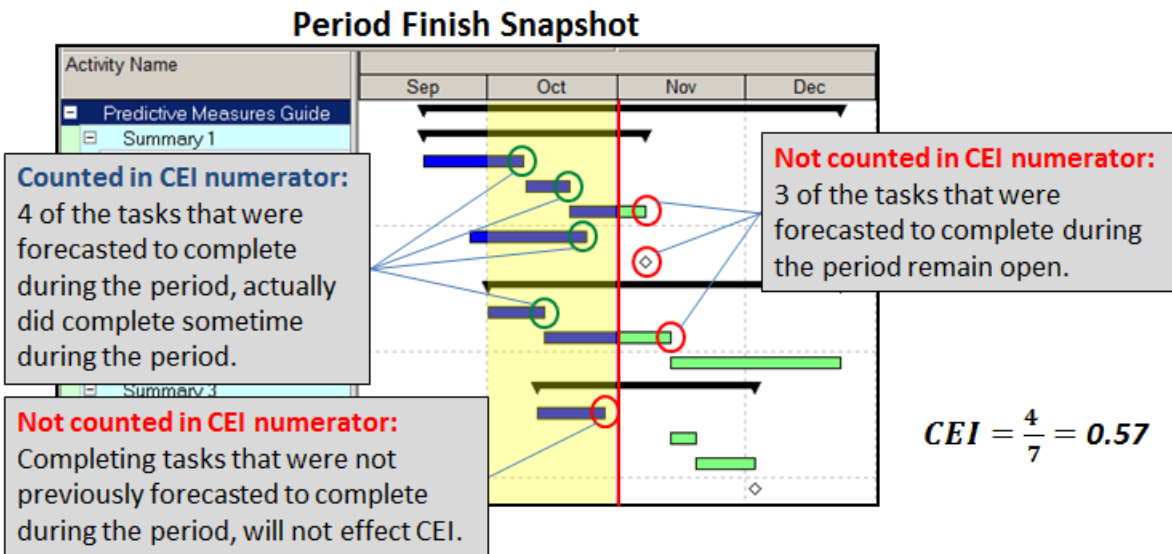 Period Finish Snapshot
Activity Name
Sep Oct Nov Dec
Predictive Measures Guide
Summary 1
Counted in CEI numerator:
4 of the tasks that were
forecasted to complete
during the period, actually
did complete sometime
during the period.
Not counted in CEI numerator:
3 of the tasks that were
forecasted to complete during
the period remain open.
Summary 3
Not counted in CEI numerator:
Completing tasks that were not
previously forecasted to complete
during the period, will not effect CEI.
CEI = 4/7 = 0.57